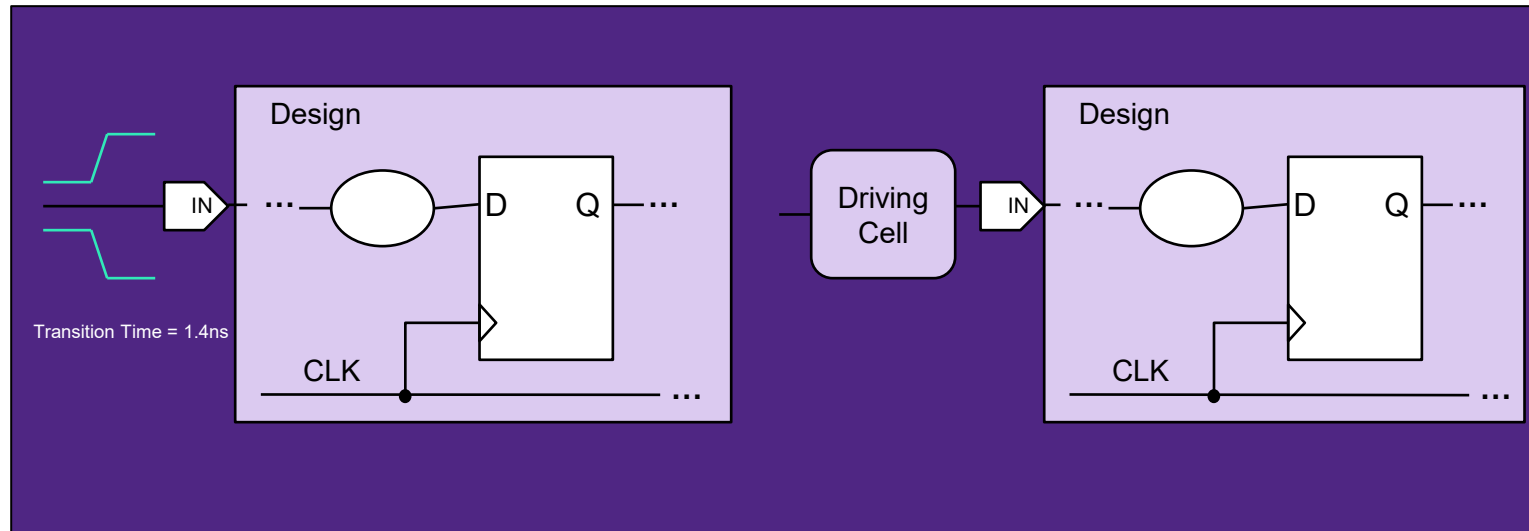 Design
IN
...
D
Q
...
Transition Time = 1.4ns
CLK
...
Driving
Cell
Design
IN
...
D
Q
...
CLK
...